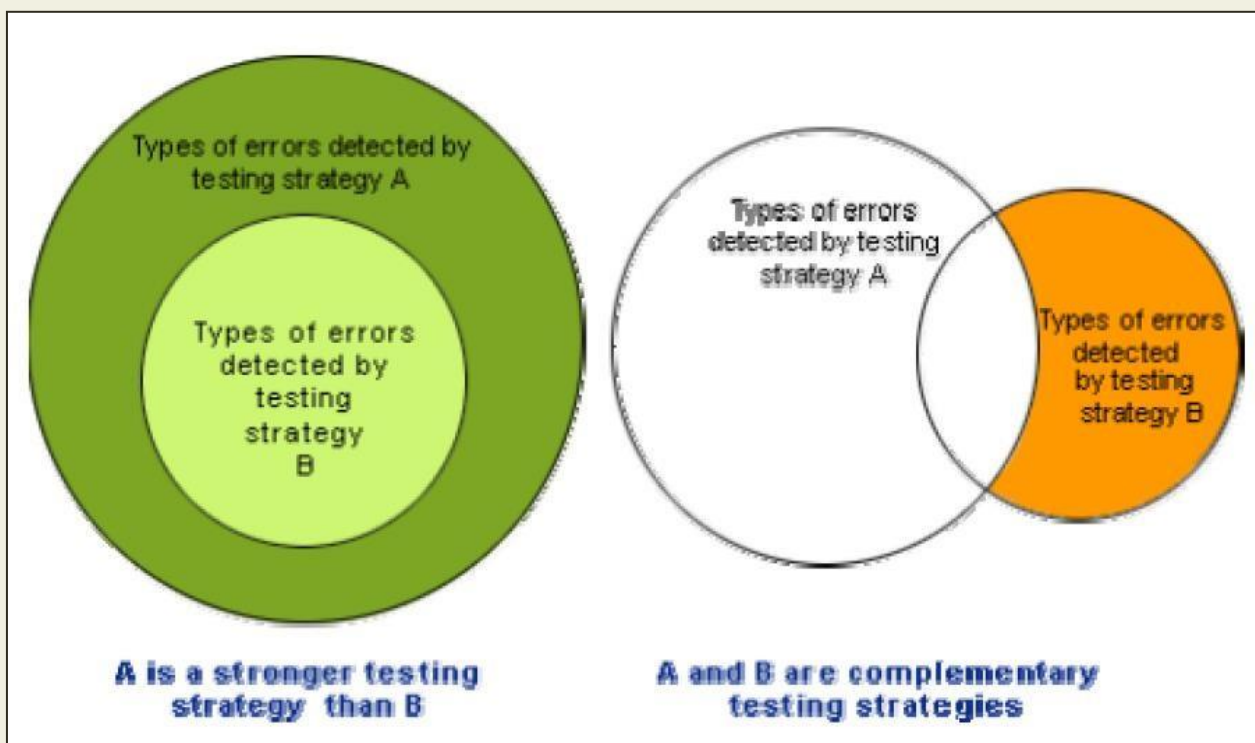 Types of errors detected by
testing strategy A
Types of errors
detected by
testing
strategy
B
Types of errors
detected by testing
strategy A
Types of errors
detected
by testing
strategy B
A is a stronger testing
strategy than B
A and B are complementary
testing strategies